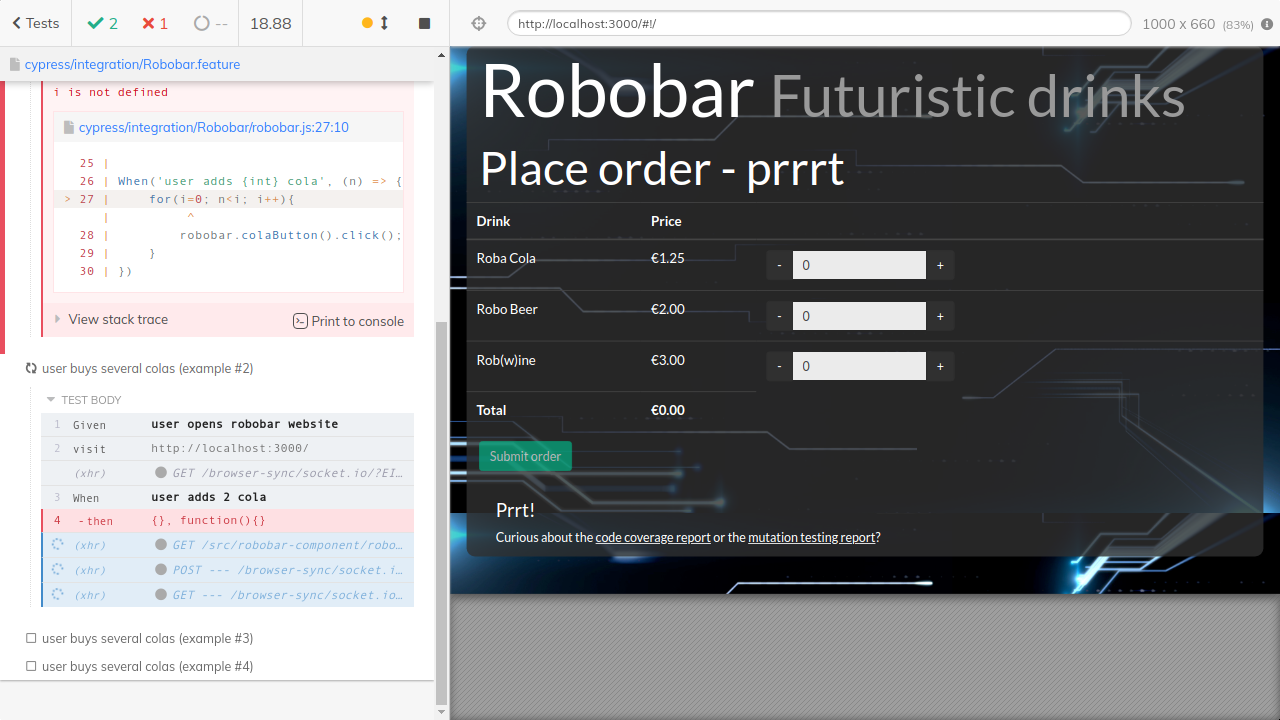 Tests
2
1
--
18.88
http://localhost:3000/#!/
1000 x 660 (83%)
cypress/integration/Robobar.feature
i is not defined
cypress/integration/Robobar/robobar.js:27:10
25 |
26 | When('user adds {int} cola', (n) => {
> 27 | for(i=0; n<i; i++){
| ^
28 | robobar.colaButton().click();
29 | }
30 | })
View stack trace
Print to console
user buys several colas (example #2)
TEST BODY
1 Given user opens robobar website
2 visit http://localhost:3000/
(xhr) GET /browser-sync/socket.io/?EI…
3 When user adds 2 cola
4 -then {}, function(){}
(xhr) GET /src/robobar-component/robo…
(xhr) POST --- /browser-sync/socket.i…
(xhr) GET --- /browser-sync/socket.io…
user buys several colas (example #3)
user buys several colas (example #4)
Robobar Futuristic drinks
Place order - prrrt
Drink Price
Roba Cola €1.25 - 0 +
Robo Beer €2.00 - 0 +
Rob(w)ine €3.00 - 0 +
Total €0.00
Submit order
Prrt!
Curious about the code coverage report or the mutation testing report?